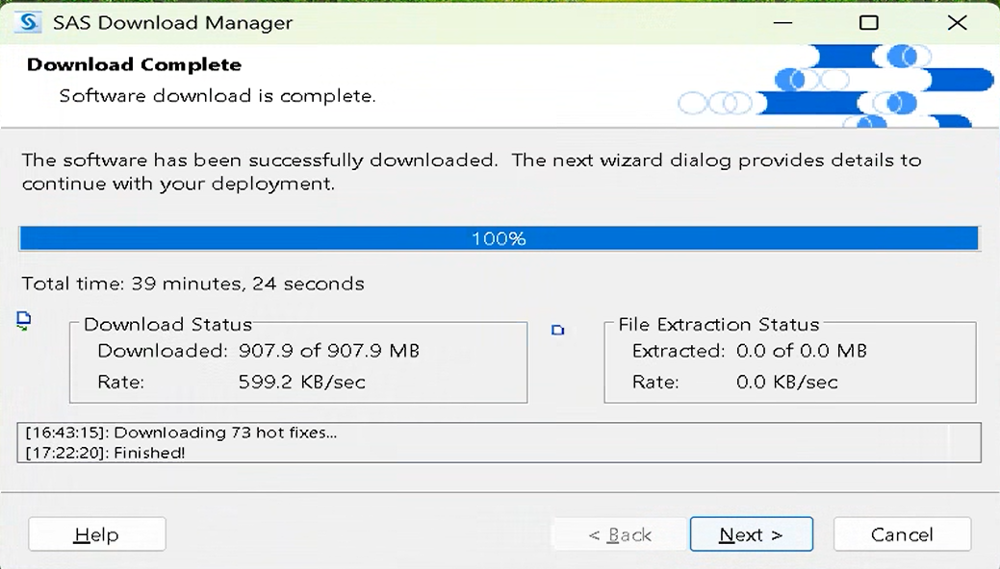 SAS Download Manager
Download Complete
Software download is complete.
The software has been successfully downloaded.  The next wizard dialog provides details to
continue with your deployment.
100%
Total time: 39 minutes, 24 seconds
Download Status
Downloaded: 907.9 of 907.9 MB
Rate: 599.2 KB/sec
File Extraction Status
Extracted: 0.0 of 0.0 MB
Rate: 0.0 KB/sec
[16:43:15]: Downloading 73 hot fixes...
[17:22:20]: Finished!
Help
< Back
Next >
Cancel